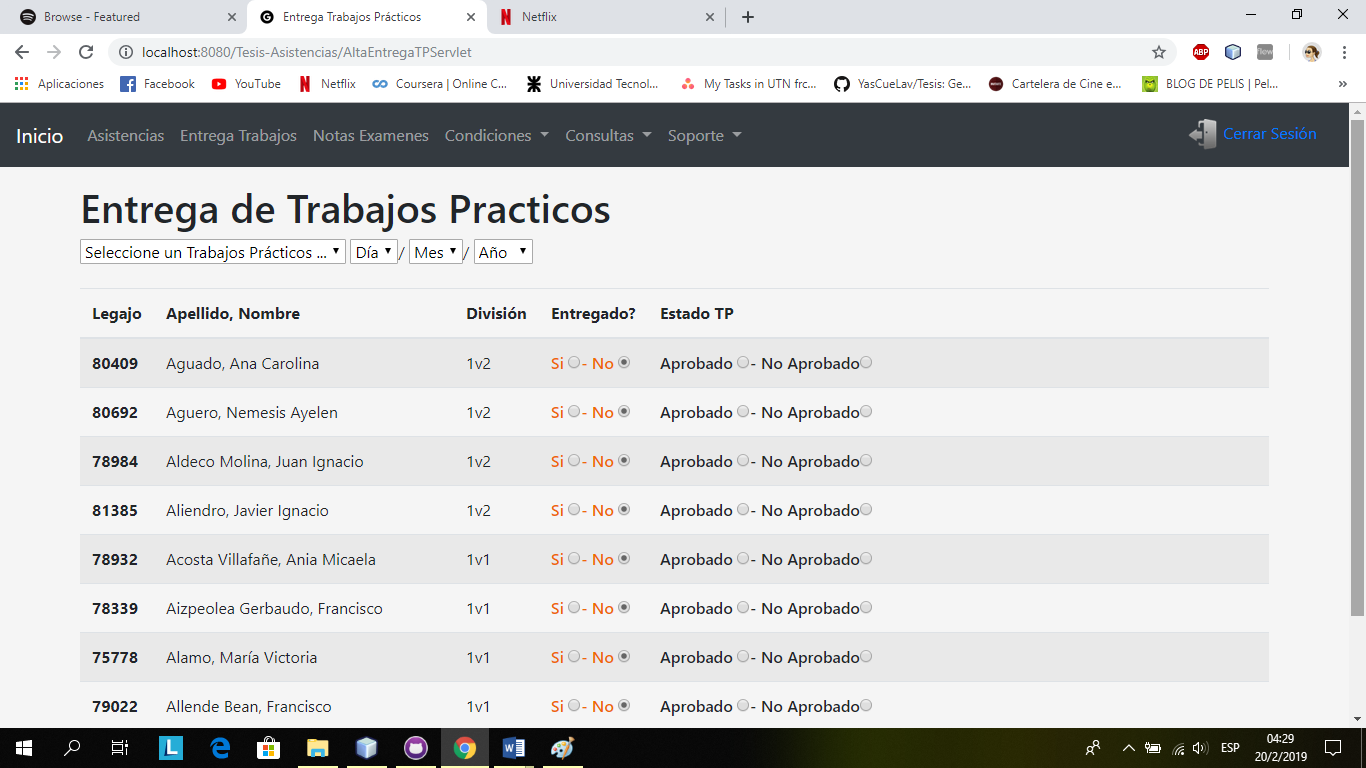 Browse - Featured
Entrega Trabajos Prácticos
Netflix
localhost:8080/Tesis-Asistencias/AltaEntregaTPServlet
ABP
flow
Aplicaciones Facebook YouTube Netflix Coursera | Online C... Universidad Tecnol... My Tasks in UTN frc... YasCueLav/Tesis: Ge... Cartelera de Cine e... BLOG DE PELIS | Pel...
Inicio Asistencias Entrega Trabajos Notas Examenes Condiciones Consultas Soporte Cerrar Sesión
Entrega de Trabajos Practicos
Seleccione un Trabajos Prácticos ... Día / Mes / Año
Legajo Apellido, Nombre División Entregado? Estado TP
80409 Aguado, Ana Carolina 1v2 Si - No Aprobado - No Aprobado
80692 Aguero, Nemesis Ayelen 1v2 Si - No Aprobado - No Aprobado
78984 Aldeco Molina, Juan Ignacio 1v2 Si - No Aprobado - No Aprobado
81385 Aliendro, Javier Ignacio 1v2 Si - No Aprobado - No Aprobado
78932 Acosta Villafañe, Ania Micaela 1v1 Si - No Aprobado - No Aprobado
78339 Aizpeolea Gerbaudo, Francisco 1v1 Si - No Aprobado - No Aprobado
75778 Alamo, María Victoria 1v1 Si - No Aprobado - No Aprobado
79022 Allende Bean, Francisco 1v1 Si - No Aprobado - No Aprobado
ESP
04:29
20/2/2019